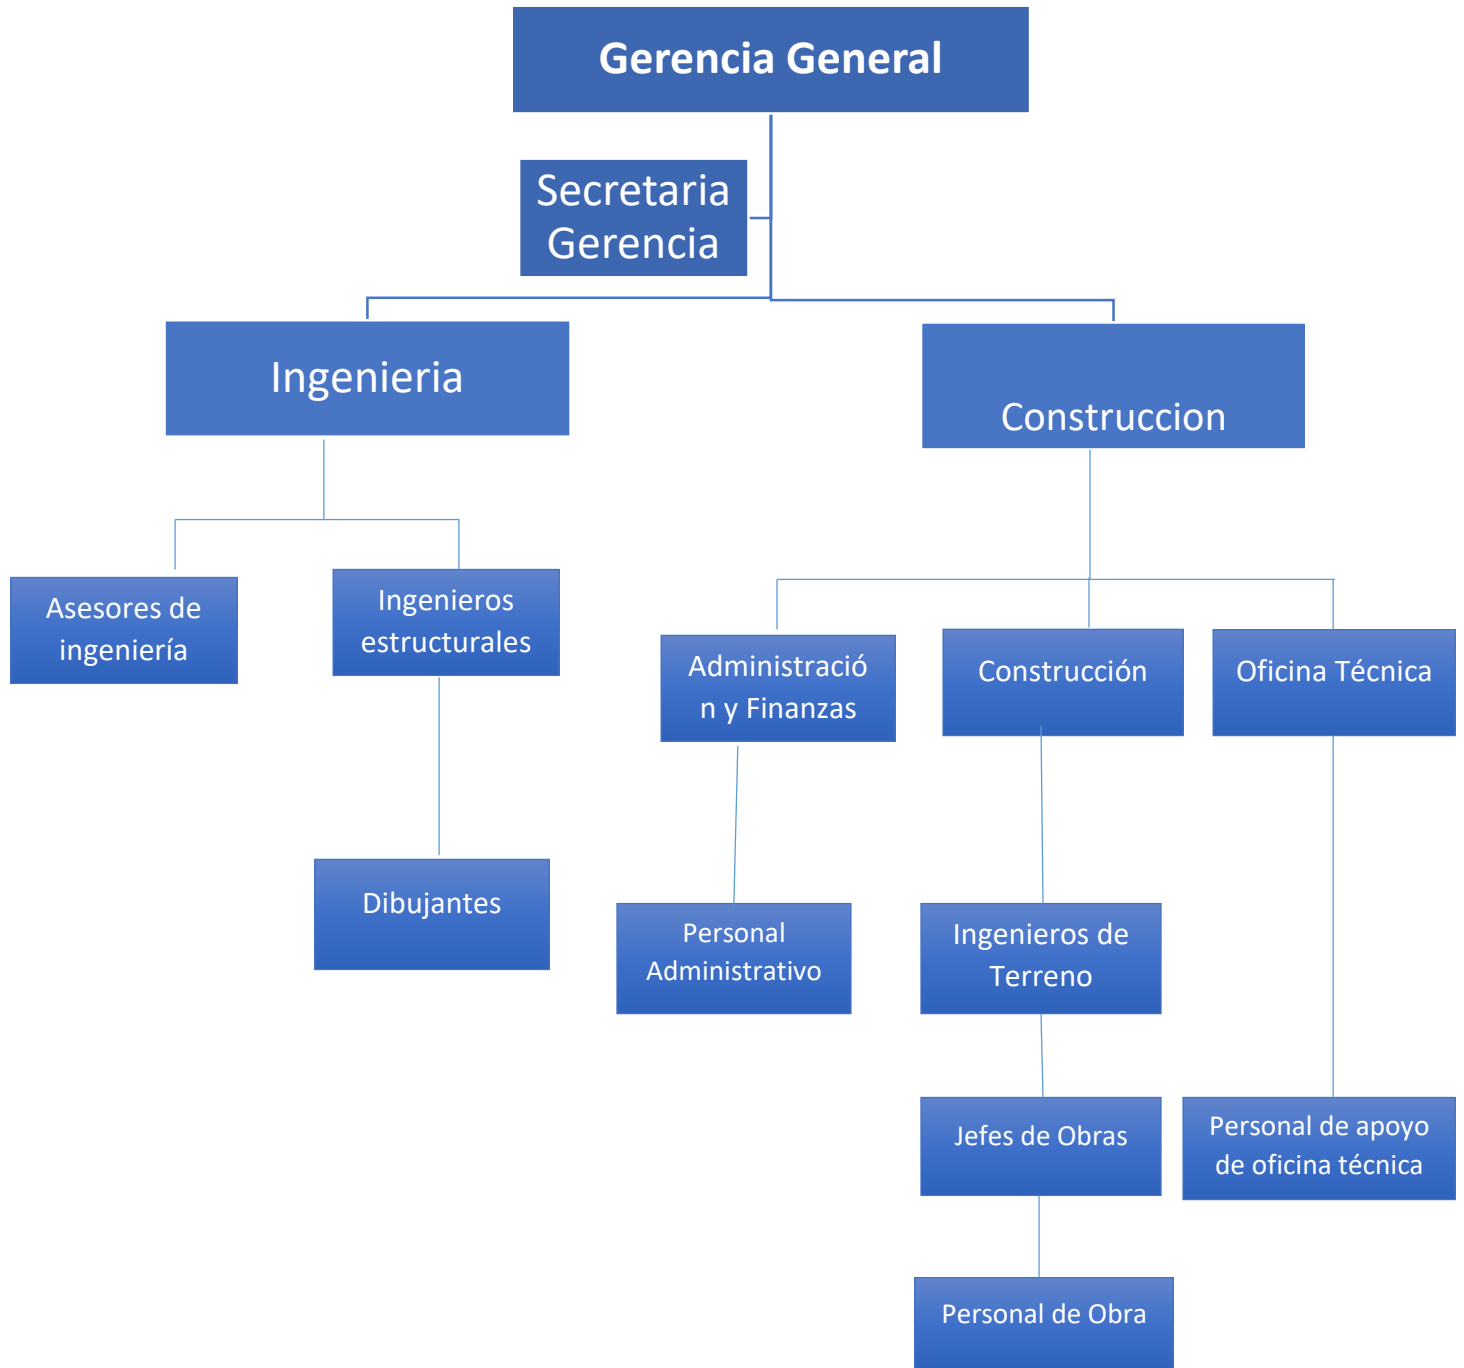 Gerencia General
Secretaria
Gerencia
Ingenieria
Construccion
Asesores de
ingeniería
Ingenieros
estructurales
Administració
n y Finanzas
Construcción
Oficina Técnica
Dibujantes
Personal
Administrativo
Ingenieros de
Terreno
Jefes de Obras
Personal de apoyo
de oficina técnica
Personal de Obra